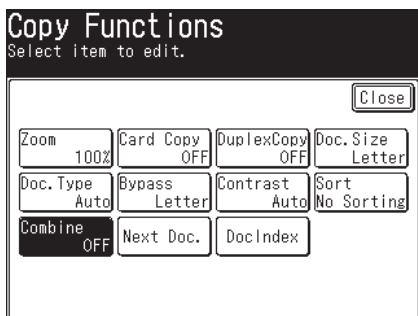 Copy Functions
Select item to edit.
Close
Zoom
100%
Card Copy
OFF
DuplexCopy
OFF
Doc.Size
Letter
Doc.Type
Auto
Bypass
Letter
Contrast
Auto
Sort
No Sorting
Combine
OFF
Next Doc.
DocIndex